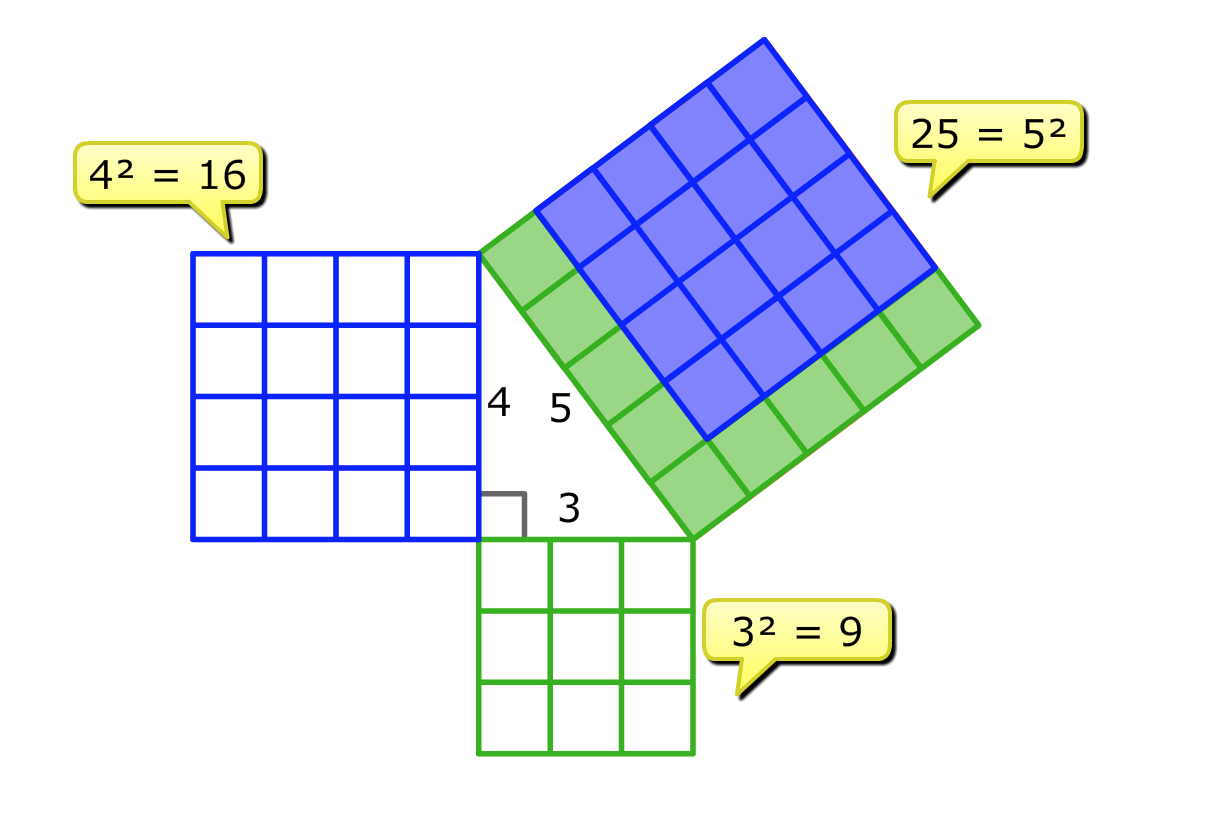 25 = 5²
4² = 16
4
5
3
3² = 9